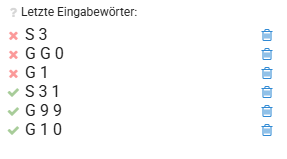 Letzte Eingabewörter:
S 3
G G 0
G 1
S 3 1
G 9 9
G 1 0